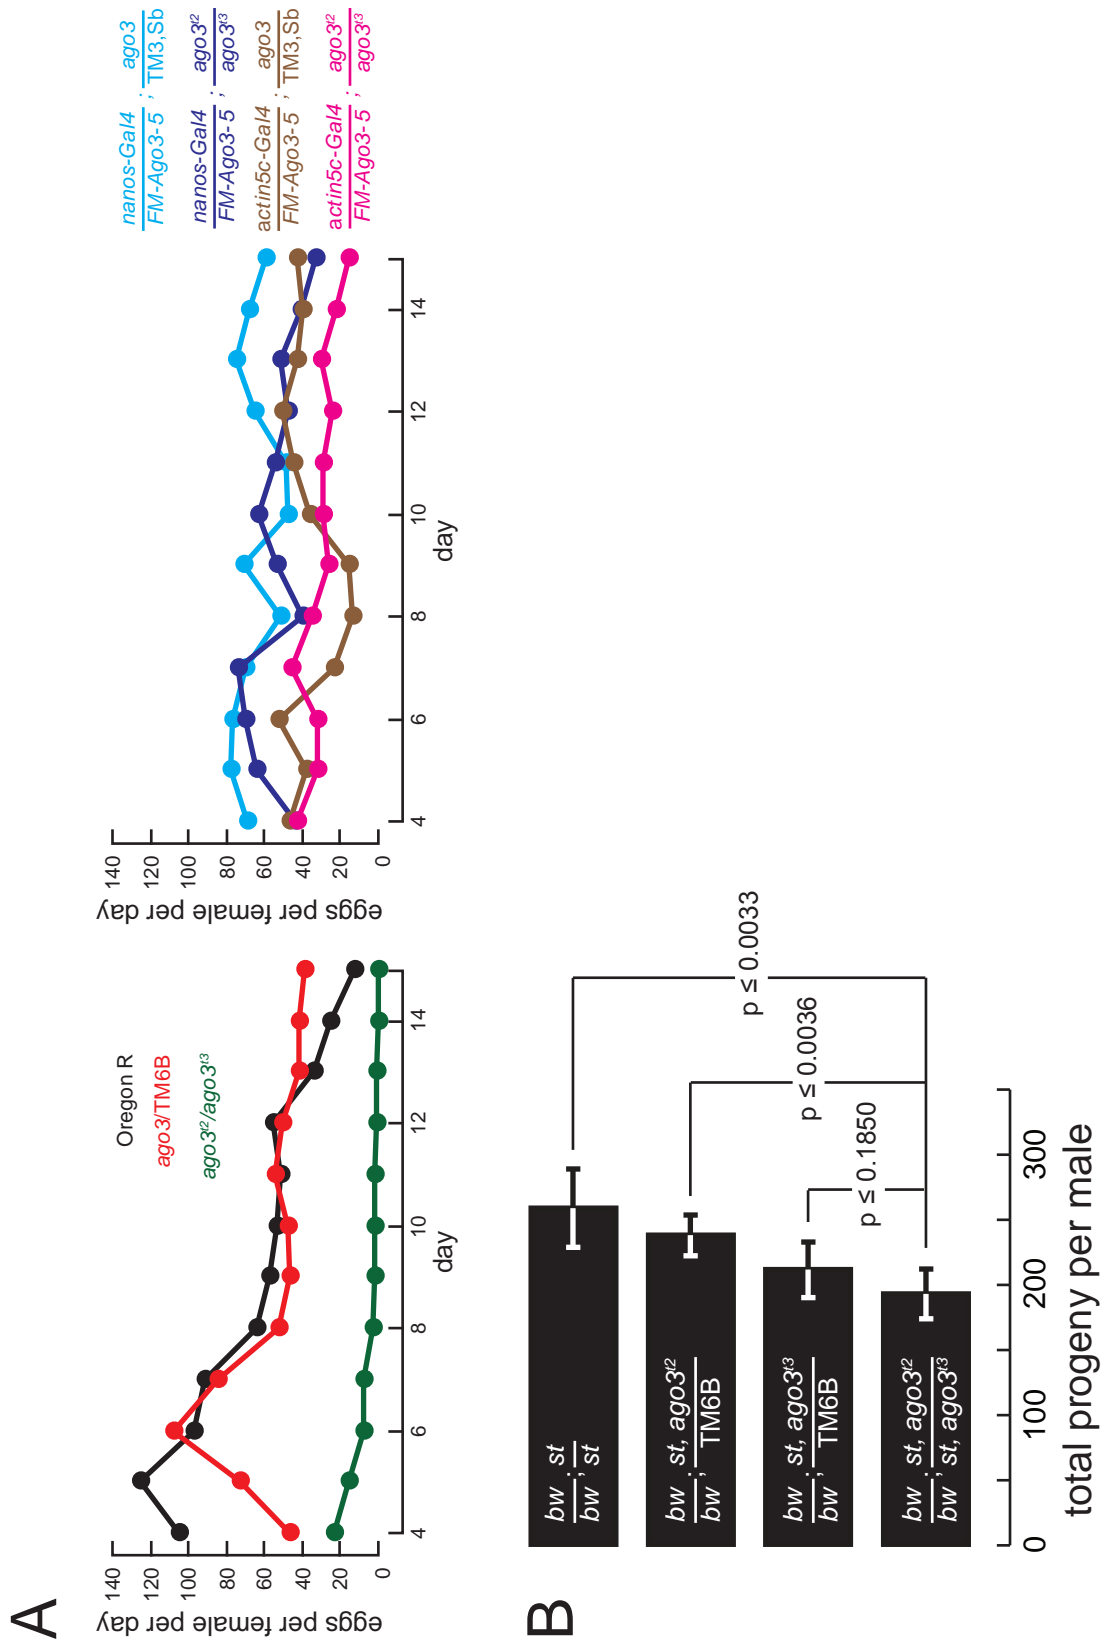 A
140
120
100
80
60
40
20
0
eggs per female per day
4
6
8
10
12
14
day
Oregon R
ago3/TM6B
ago3t2/ago3t3
140
120
100
80
60
40
20
0
eggs per female per day
4
6
8
10
12
14
day
nanos-Gal4 ; ago3
FM-Ago3-5 TM3,Sb
nanos-Gal4 ; ago3t2
FM-Ago3-5 ago3t3
actin5c-Gal4 ; ago3
FM-Ago3-5 TM3,Sb
actin5c-Gal4 ; ago3t2
FM-Ago3-5 ago3t3
B
bw ; st
bw st
bw ; st, ago3t2
bw TM6B
bw ; st, ago3t3
bw TM6B
bw ; st, ago3t2
bw st, ago3t3
p ≤ 0.0033
p ≤ 0.0036
p ≤ 0.1850
0
100
200
300
total progeny per male